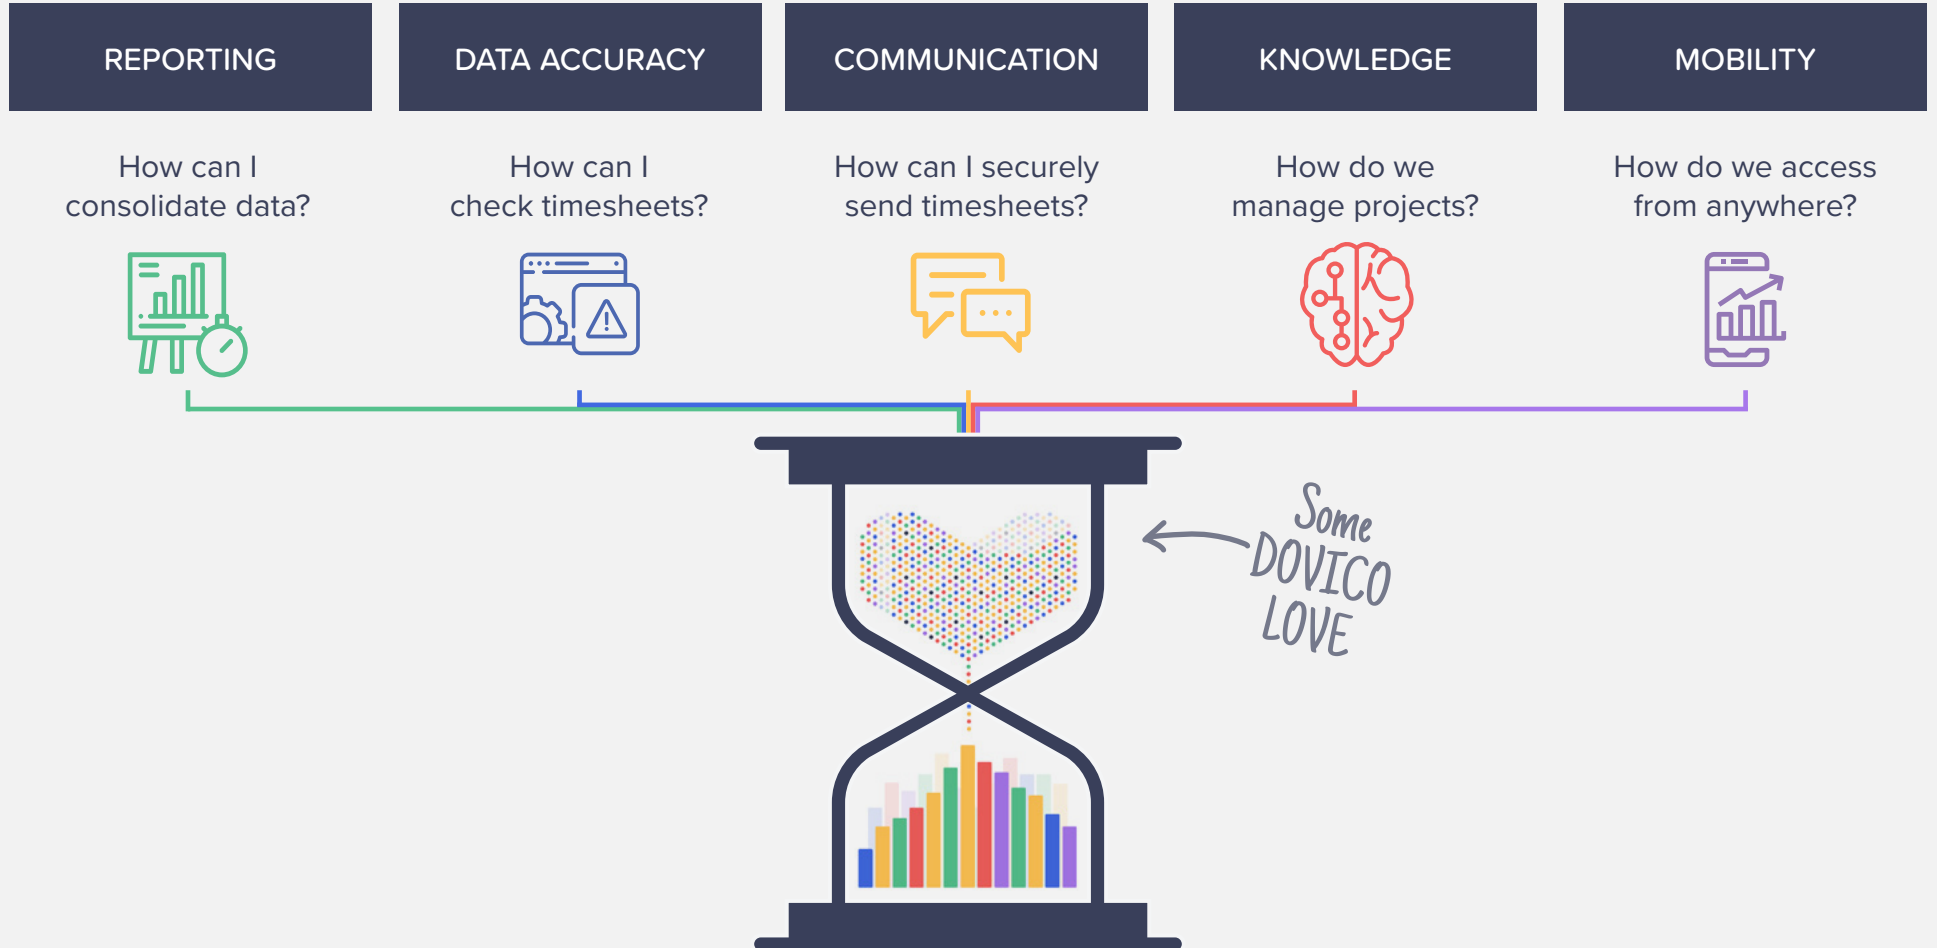 REPORTING
DATA ACCURACY
COMMUNICATION
KNOWLEDGE
MOBILITY
How can I
consolidate data?
How can I
check timesheets?
How can I securely
send timesheets?
How do we
manage projects?
How do we access
from anywhere?
Some
DOVICO
LOVE